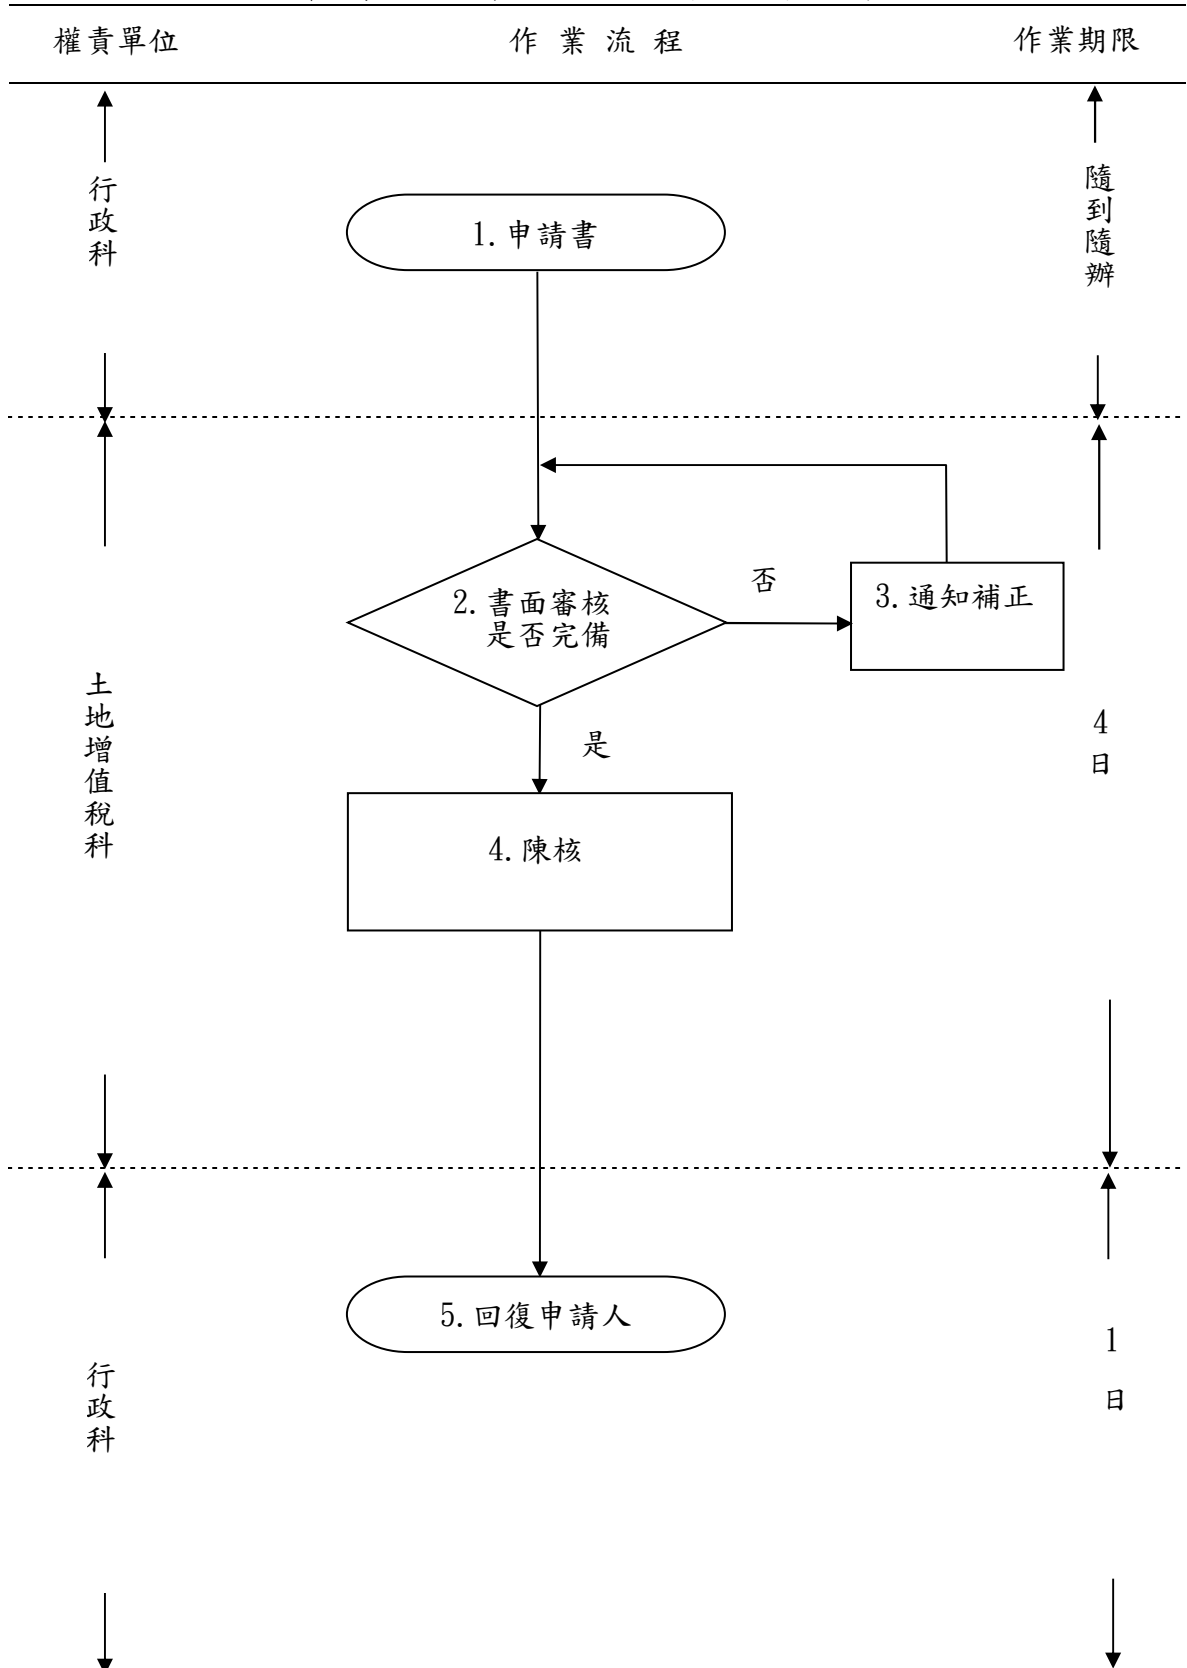 權責單位
作業流程
作業期限
行政科
1.申請書
隨到隨辦
否
3.通知補正
2.書面審核
是否完備
土地增值稅科
4日
是
4.陳核
5.回復申請人
1日
行政科